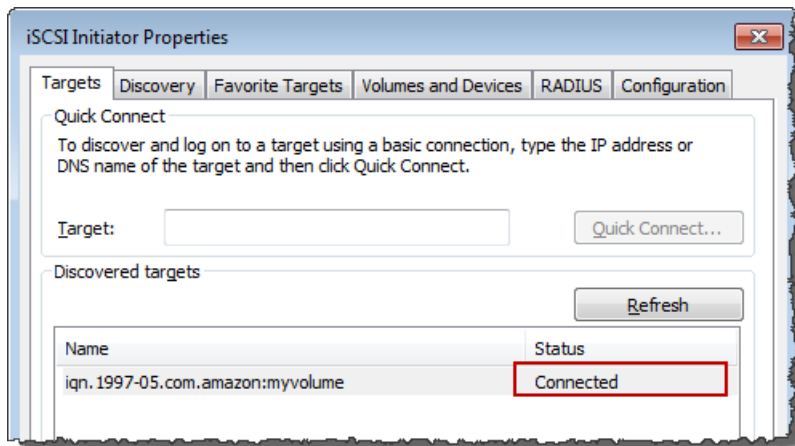 iSCSI Initiator Properties
Targets Discovery Favorite Targets Volumes and Devices RADIUS Configuration
Quick Connect
To discover and log on to a target using a basic connection, type the IP address or
DNS name of the target and then click Quick Connect.
Target: Quick Connect...
Discovered targets
Refresh
Name Status
iqn.1997-05.com.amazon:myvolume Connected